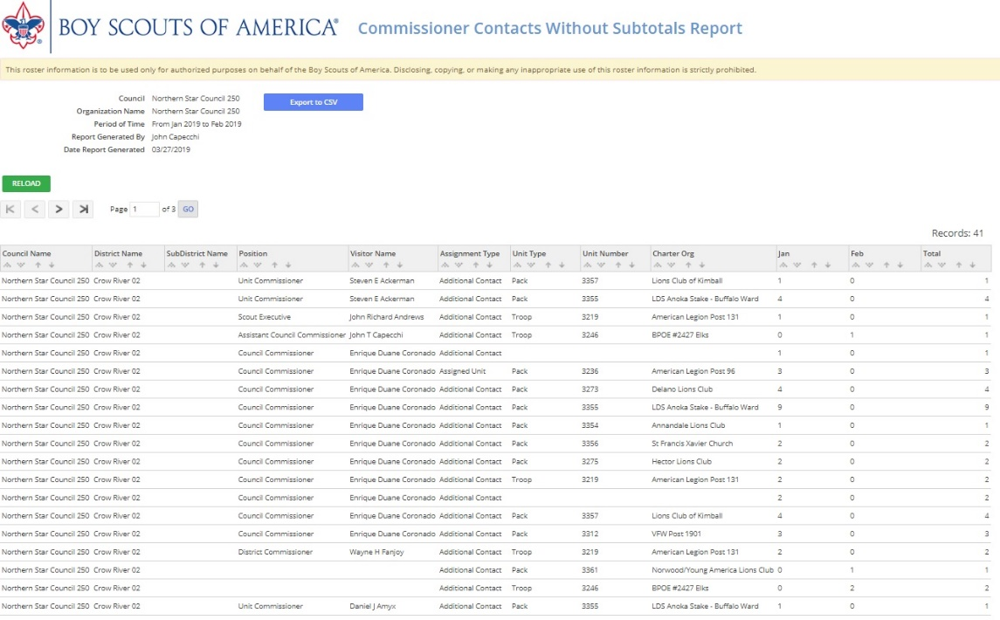 BOY SCOUTS OF AMERICA® Commissioner Contacts Without Subtotals Report
This roster information is to be used only for authorized purposes on behalf of the Boy Scouts of America. Disclosing, copying, or making any inappropriate use of this roster information is strictly prohibited.
Council Northern Star Council 250 Export to CSV
Organization Name Northern Star Council 250
Period of Time From Jan 2019 to Feb 2019
Report Generated By John Capecchi
Date Report Generated 03/27/2019
RELOAD
Page 1 of 3 GO
Records: 41
Council Name District Name SubDistrict Name Position Visitor Name Assignment Type Unit Type Unit Number Charter Org Jan Feb Total
Northern Star Council 250 Crow River 02 Unit Commissioner Steven E Ackerman Additional Contact Pack 3357 Lions Club of Kimball 1 0 1
Northern Star Council 250 Crow River 02 Unit Commissioner Steven E Ackerman Additional Contact Pack 3355 LDS Anoka Stake - Buffalo Ward 4 0 4
Northern Star Council 250 Crow River 02 Scout Executive John Richard Andrews Additional Contact Troop 3219 American Legion Post 131 1 0 1
Northern Star Council 250 Crow River 02 Assistant Council Commissioner John T Capecchi Additional Contact Troop 3246 BPOE #2427 Elks 0 1 1
Northern Star Council 250 Crow River 02 Council Commissioner Enrique Duane Coronado Additional Contact 1 0 1
Northern Star Council 250 Crow River 02 Council Commissioner Enrique Duane Coronado Assigned Unit Pack 3236 American Legion Post 96 3 0 3
Northern Star Council 250 Crow River 02 Council Commissioner Enrique Duane Coronado Additional Contact Pack 3273 Delano Lions Club 4 0 4
Northern Star Council 250 Crow River 02 Council Commissioner Enrique Duane Coronado Additional Contact Pack 3355 LDS Anoka Stake - Buffalo Ward 9 0 9
Northern Star Council 250 Crow River 02 Council Commissioner Enrique Duane Coronado Additional Contact Pack 3354 Annandale Lions Club 1 0 1
Northern Star Council 250 Crow River 02 Council Commissioner Enrique Duane Coronado Additional Contact Pack 3356 St Francis Xavier Church 2 0 2
Northern Star Council 250 Crow River 02 Council Commissioner Enrique Duane Coronado Additional Contact Pack 3275 Hector Lions Club 2 0 2
Northern Star Council 250 Crow River 02 Council Commissioner Enrique Duane Coronado Additional Contact Troop 3219 American Legion Post 131 2 0 2
Northern Star Council 250 Crow River 02 Council Commissioner Enrique Duane Coronado Additional Contact 2 0 2
Northern Star Council 250 Crow River 02 Council Commissioner Enrique Duane Coronado Additional Contact Pack 3357 Lions Club of Kimball 4 0 4
Northern Star Council 250 Crow River 02 Council Commissioner Enrique Duane Coronado Additional Contact Pack 3312 VFW Post 1901 3 0 3
Northern Star Council 250 Crow River 02 District Commissioner Wayne H Fanjoy Additional Contact Troop 3219 American Legion Post 131 2 0 2
Northern Star Council 250 Crow River 02 Additional Contact Pack 3361 Norwood/Young America Lions Club 0 1 1
Northern Star Council 250 Crow River 02 Additional Contact Troop 3246 BPOE #2427 Elks 0 2 2
Northern Star Council 250 Crow River 02 Unit Commissioner Daniel J Amyx Additional Contact Pack 3355 LDS Anoka Stake - Buffalo Ward 1 0 1